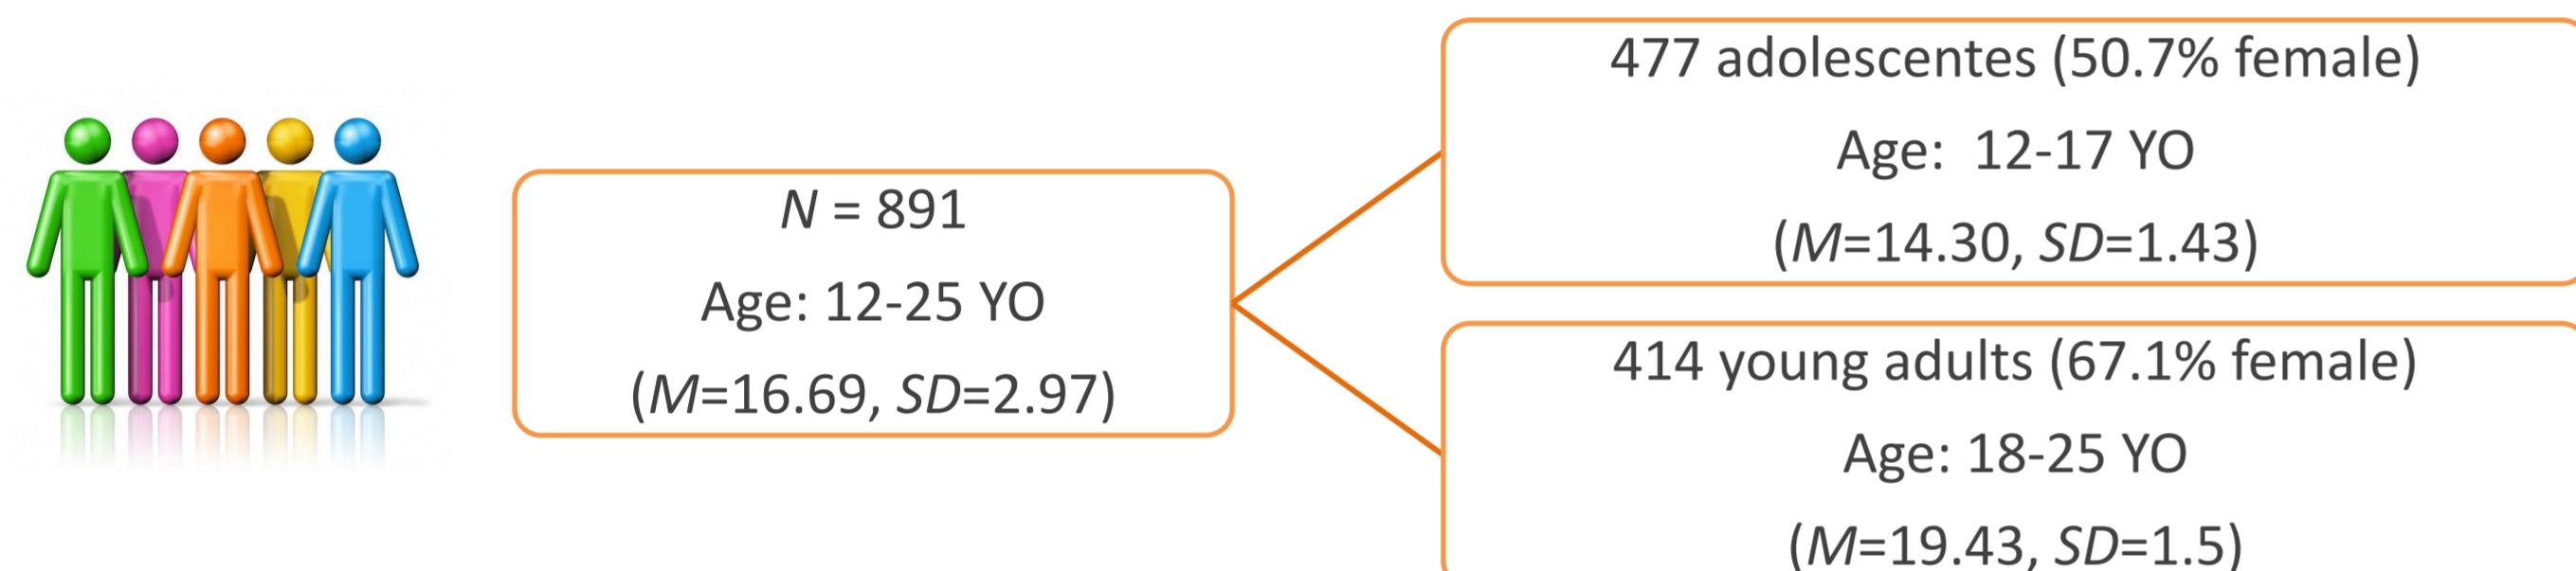 N = 891
Age: 12-25 YO
(M=16.69, SD=2.97)
477 adolescentes (50.7% female)
Age: 12-17 YO
(M=14.30, SD=1.43)
414 young adults (67.1% female)
Age: 18-25 YO
(M=19.43, SD=1.5)